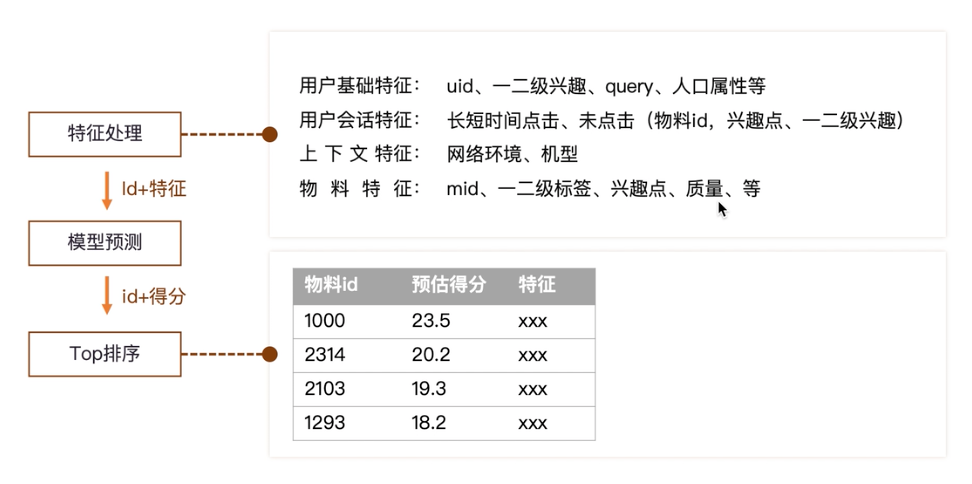 特征处理
Id+特征
模型预测
id+得分
Top排序
用户基础特征： uid、一二级兴趣、query、人口属性等
用户会话特征： 长短时间点击、未点击（物料id，兴趣点、一二级兴趣）
上下文特征： 网络环境、机型
物料特征： mid、一二级标签、兴趣点、质量、等
物料id 预估得分 特征
1000 23.5 xxx
2314 20.2 xxx
2103 19.3 xxx
1293 18.2 xxx